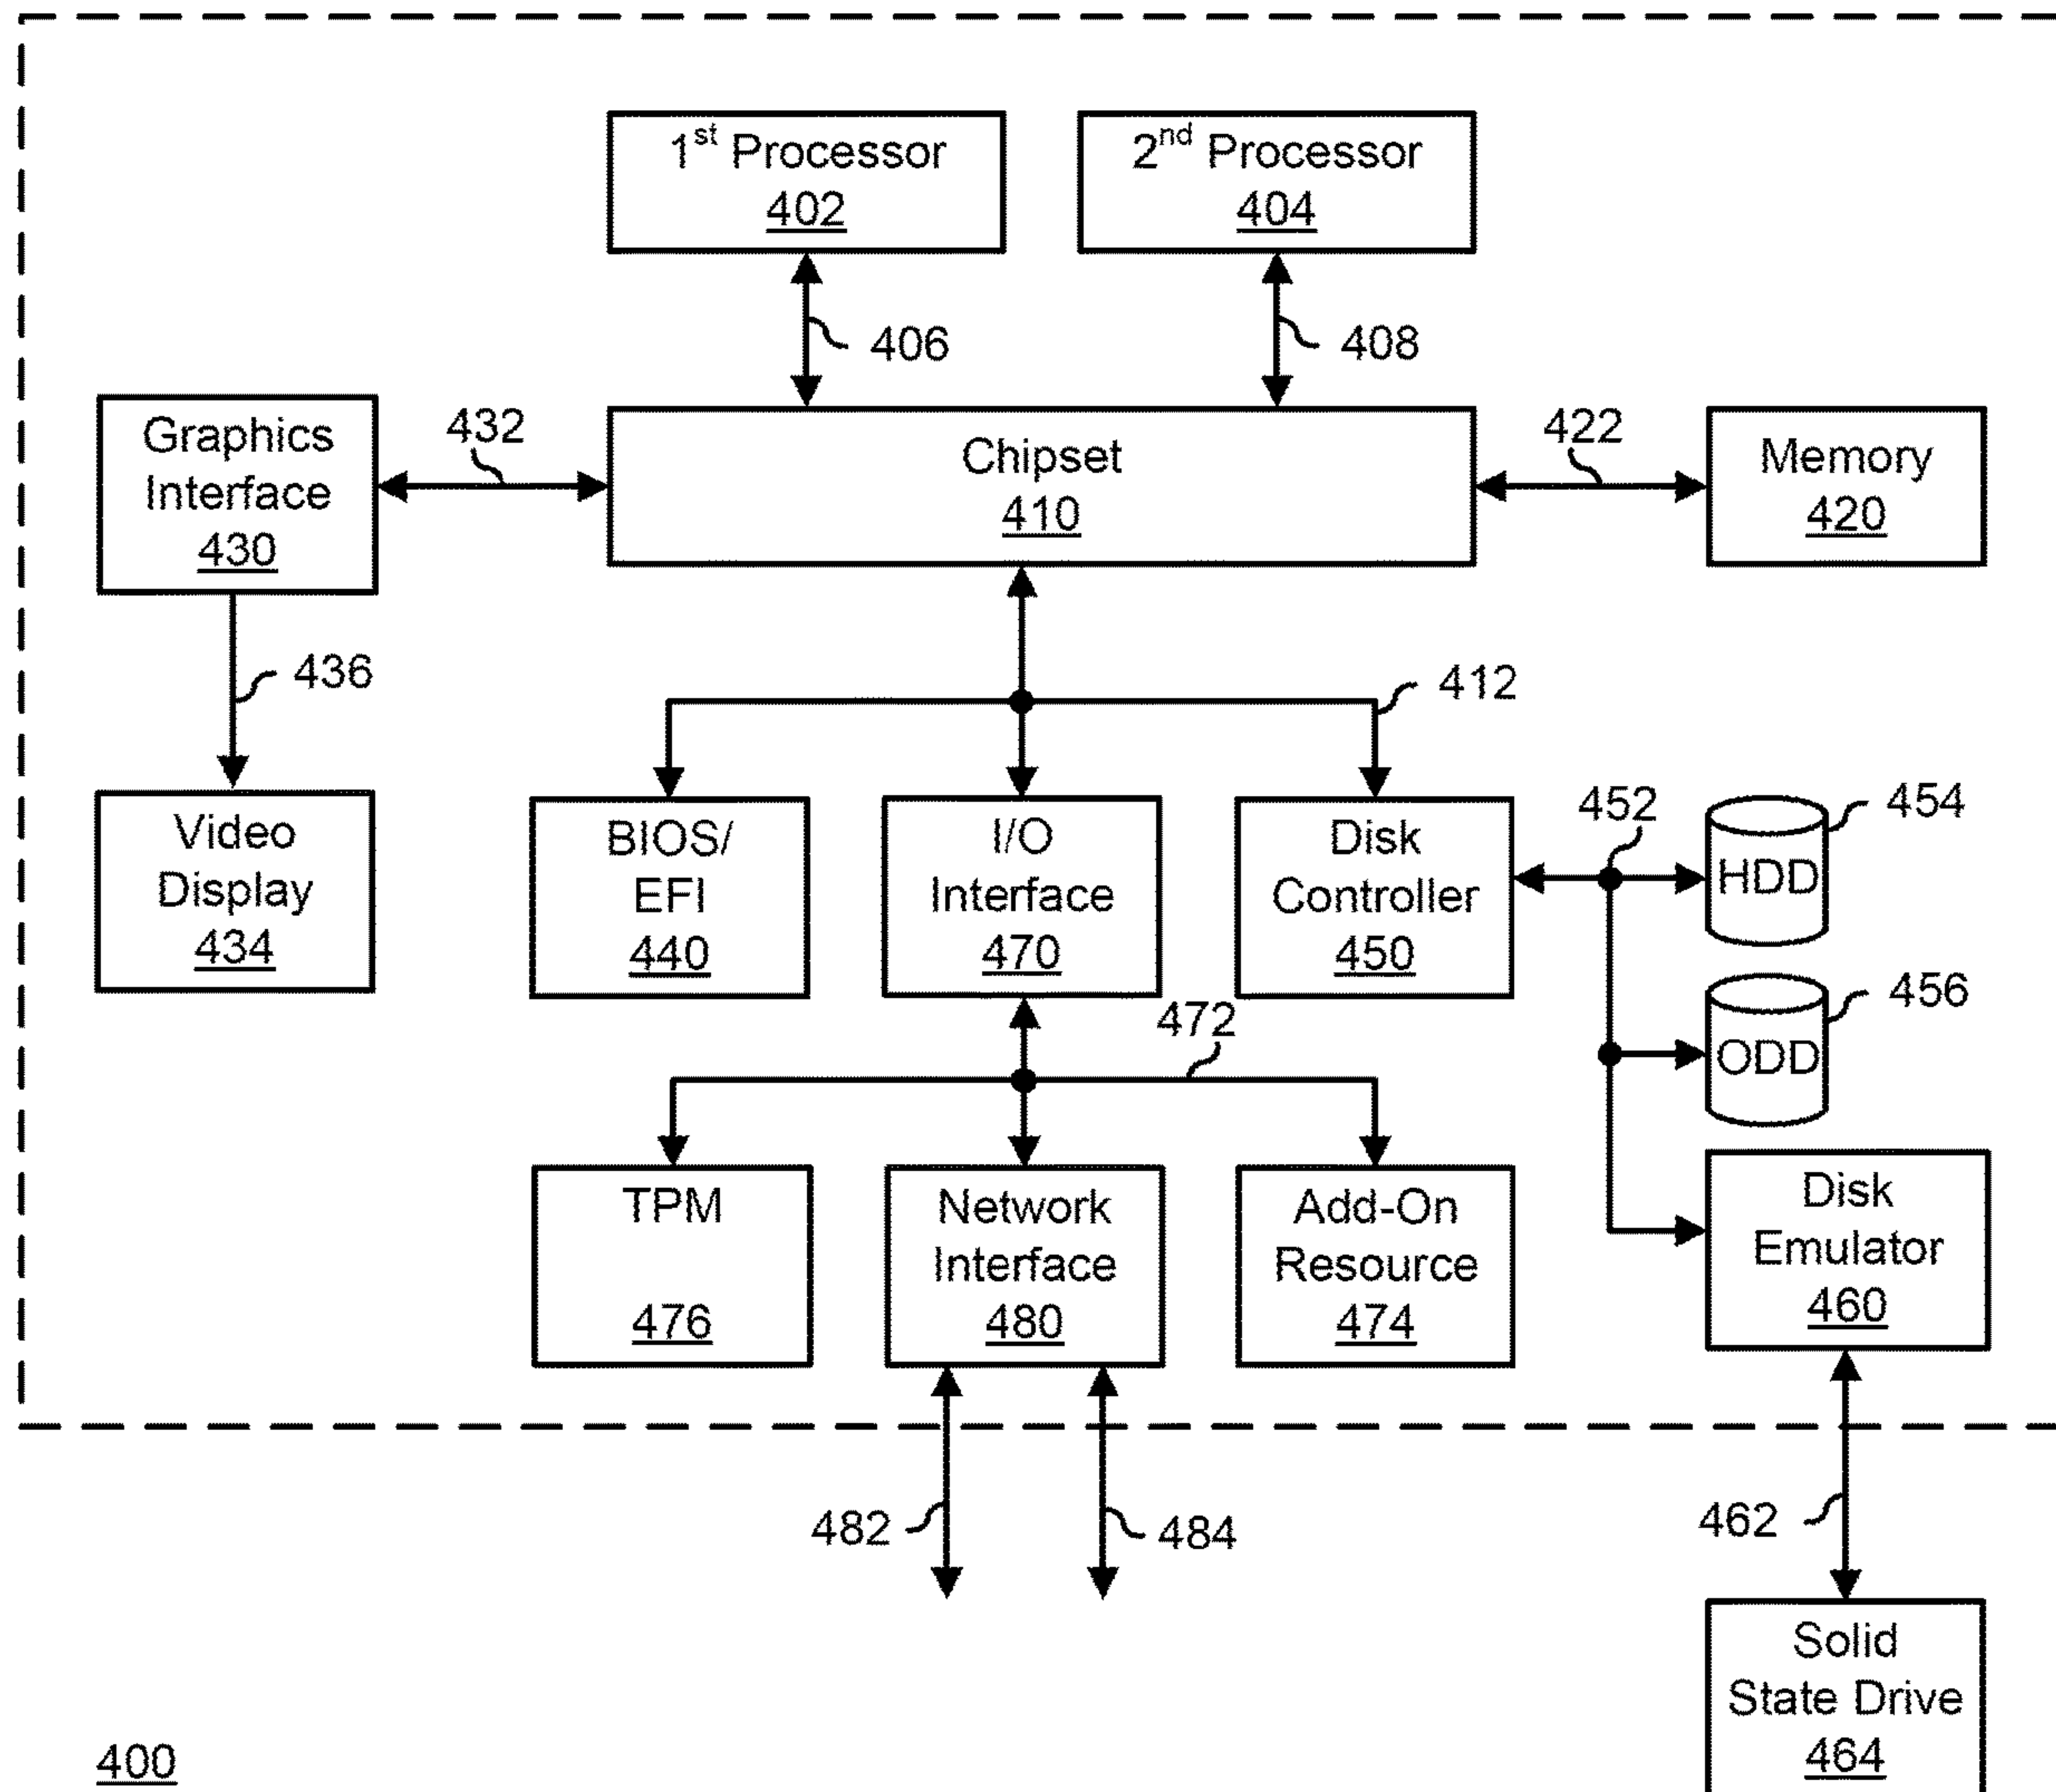 1st Processor
402
2nd Processor
404
406
408
Graphics
Interface
430
432
Chipset
410
422
Memory
420
436
412
Video
Display
434
BIOS/
EFI
440
I/O
Interface
470
Disk
Controller
450
452
HDD
454
ODD
456
472
TPM
476
Network
Interface
480
Add-On
Resource
474
Disk
Emulator
460
482
484
462
Solid
State Drive
464
400